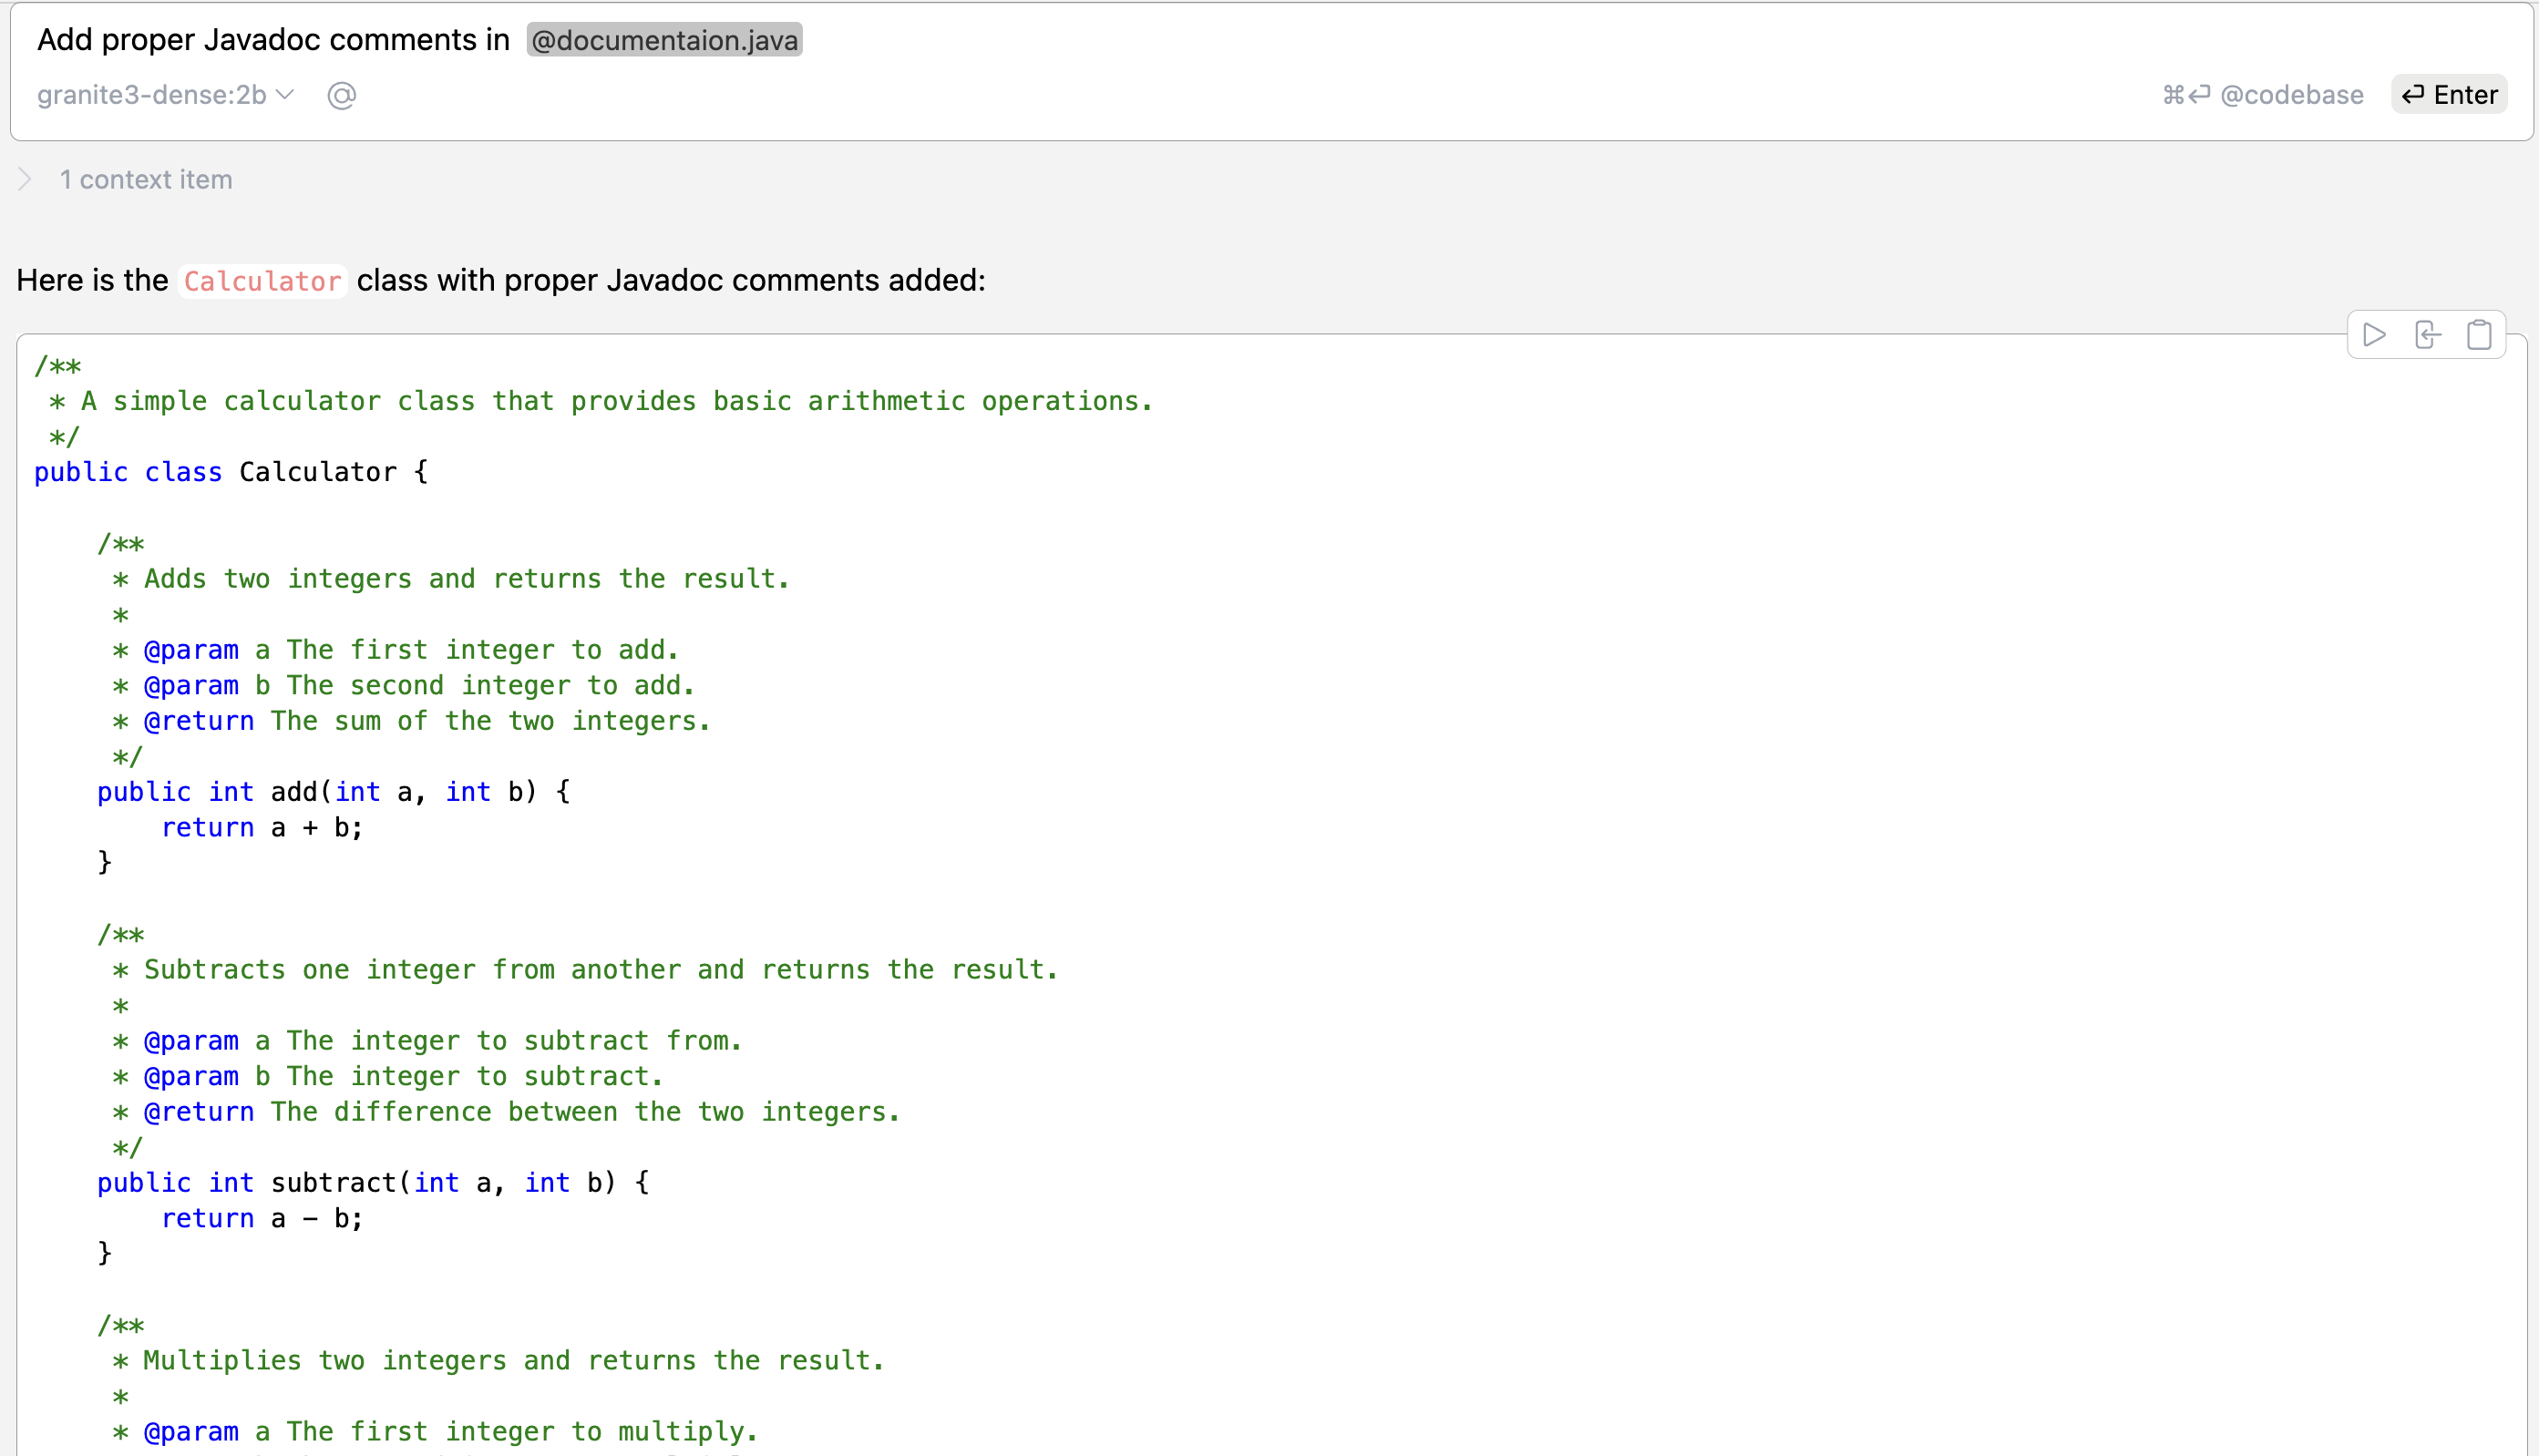 Add proper Javadoc comments in @documentaion.java
granite3-dense:2b @ ⌘⏎ @codebase ⏎ Enter
1 context item
Here is the Calculator class with proper Javadoc comments added:
/**
 * A simple calculator class that provides basic arithmetic operations.
 */
public class Calculator {
    /**
     * Adds two integers and returns the result.
     *
     * @param a The first integer to add.
     * @param b The second integer to add.
     * @return The sum of the two integers.
     */
    public int add(int a, int b) {
        return a + b;
    }
    /**
     * Subtracts one integer from another and returns the result.
     *
     * @param a The integer to subtract from.
     * @param b The integer to subtract.
     * @return The difference between the two integers.
     */
    public int subtract(int a, int b) {
        return a - b;
    }
    /**
     * Multiplies two integers and returns the result.
     *
     * @param a The first integer to multiply.